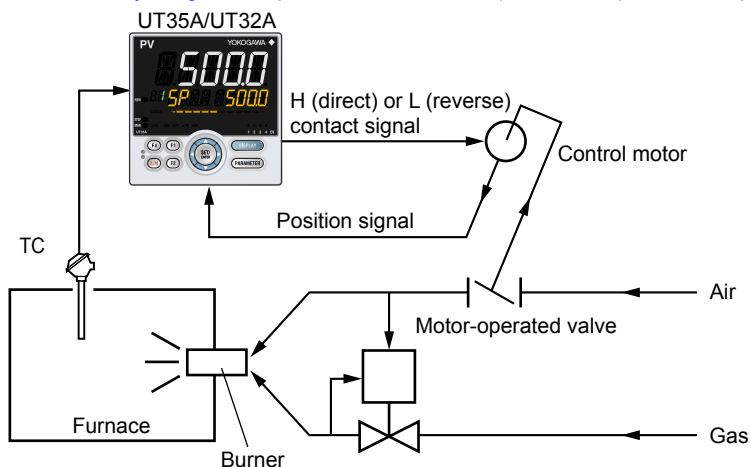 UT35A/UT32A
PV
YOKOGAWA
500.0
SP 500.0
H (direct) or L (reverse)
contact signal
SET/
ENTER
DISPLAY
PARAMETER
F1
F2
Control motor
Position signal
TC
Air
Motor-operated valve
Furnace
Gas
Burner